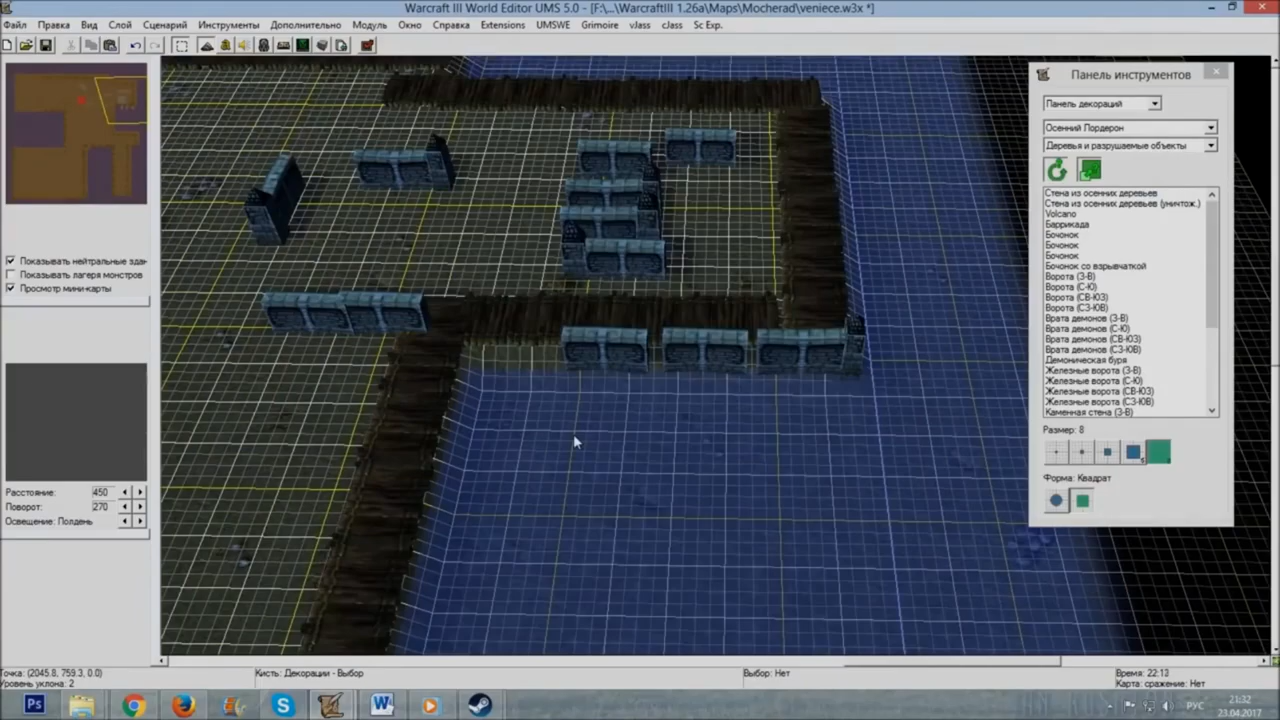 Warcraft III World Editor UMS 5.0 - [F:\...\WarcraftIII 1.26a\Maps\Mocherad\veniece.w3x *]
Файл Правка Вид Слой Сценарий Инструменты Дополнительно Модуль Окно Справка Extensions UMSWE Grimoire vJass cJass Sc Exp.
Панель инструментов
Панель декораций
Осенний Лордерон
Деревья и разрушаемые объекты
Стена из осенних деревьев
Стена из осенних деревьев (уничтож.)
Volcano
Баррикада
Бочонок
Бочонок
Бочонок
Бочонок со взрывчаткой
Ворота (З-В)
Ворота (С-Ю)
Ворота (СВ-ЮЗ)
Ворота (СЗ-ЮВ)
Врата демонов (З-В)
Врата демонов (С-Ю)
Врата демонов (СВ-ЮЗ)
Врата демонов (СЗ-ЮВ)
Демоническая буря
Железные ворота (З-В)
Железные ворота (С-Ю)
Железные ворота (СВ-ЮЗ)
Железные ворота (СЗ-ЮВ)
Каменная стена (З-В)
Размер: 8
Форма: Квадрат
Показывать нейтральные здан
Показывать лагеря монстров
Просмотр мини-карты
Расстояние: 450
Поворот: 270
Освещение: Полдень
Точка: (2045.8, 759.3, 0.0)
Уровень уклона: 2
Кисть: Декорации - Выбор
Выбор: Нет
Время: 22:13
Карта: сражение: Нет
РУС
21:32
23.04.2017